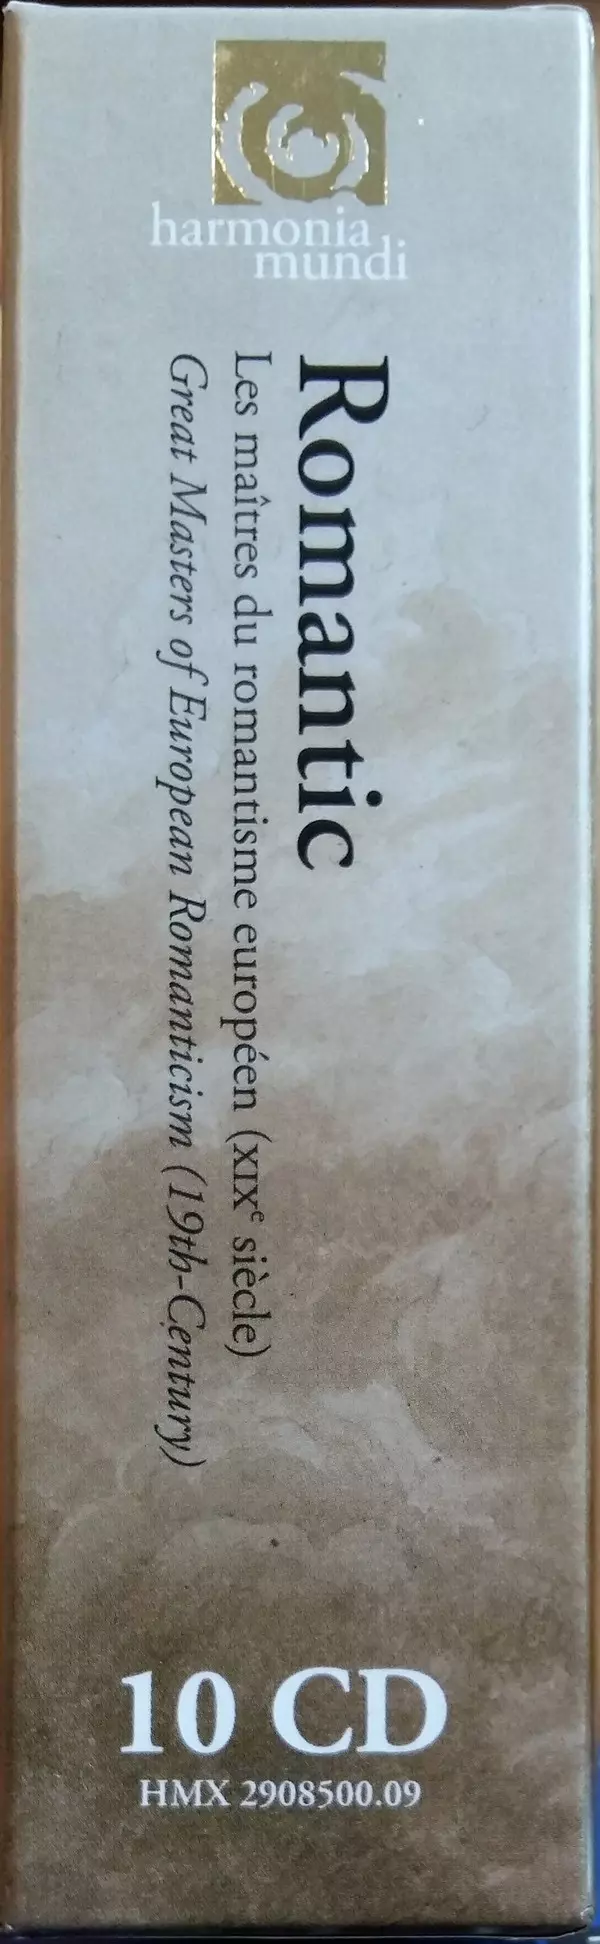 harmonia
mundi
Romantic
Les maîtres du romantisme européen (XIXe siècle)
Great Masters of European Romanticism (19th-Century)
10 CD
HMX 2908500.09